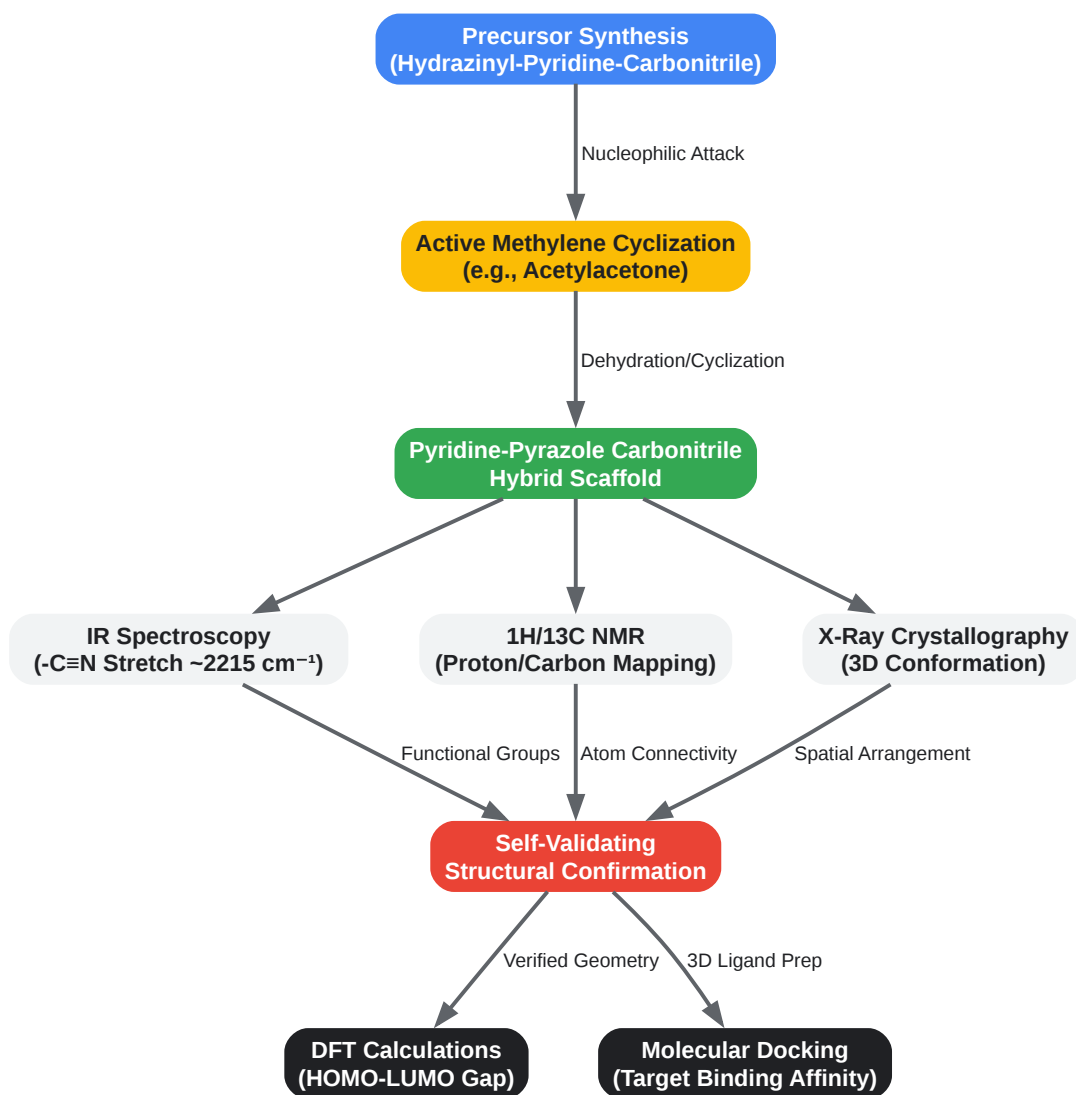 Precursor Synthesis
(Hydrazinyl-Pyridine-Carbonitrile)
Nucleophilic Attack
Active Methylene Cyclization
(e.g., Acetylacetone)
Dehydration/Cyclization
Pyridine-Pyrazole Carbonitrile
Hybrid Scaffold
IR Spectroscopy
(-C≡N Stretch ~2215 cm⁻¹)
1H/13C NMR
(Proton/Carbon Mapping)
X-Ray Crystallography
(3D Conformation)
Functional Groups
Atom Connectivity
Spatial Arrangement
Self-Validating
Structural Confirmation
Verified Geometry
3D Ligand Prep
DFT Calculations
(HOMO-LUMO Gap)
Molecular Docking
(Target Binding Affinity)